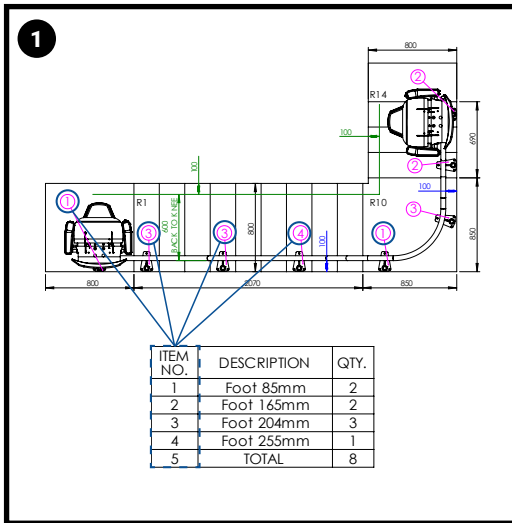 1
800
2
R14
100
690
2
100
100
3
1
R1
600
BACK TO KNEE
800
R10
850
3
3
4
100
1
800
2070
850
ITEM NO. DESCRIPTION QTY.
1 Foot 85mm 2
2 Foot 165mm 2
3 Foot 204mm 3
4 Foot 255mm 1
5 TOTAL 8